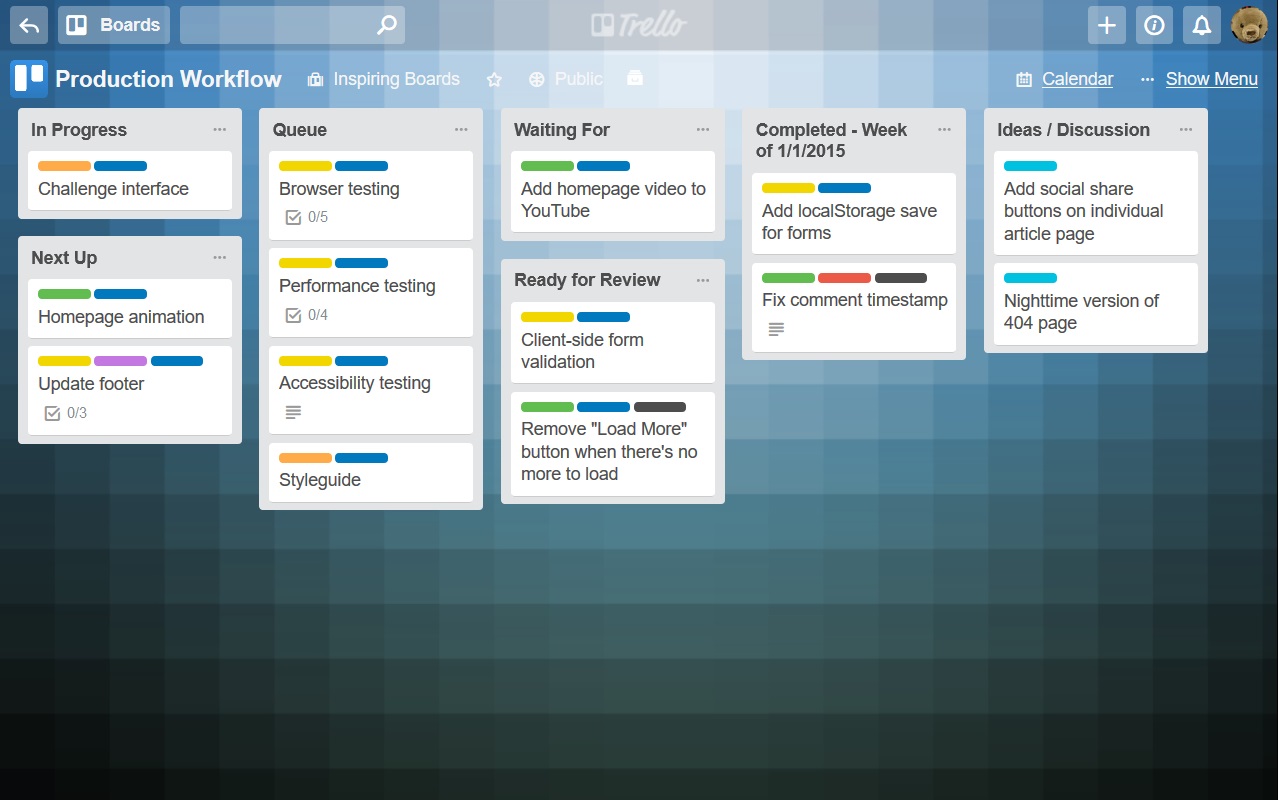 Boards
Trello
Production Workflow
Inspiring Boards
Public
Calendar
Show Menu
In Progress
Challenge interface
Next Up
Homepage animation
Update footer
0/3
Queue
Browser testing
0/5
Performance testing
0/4
Accessibility testing
Styleguide
Waiting For
Add homepage video to
YouTube
Ready for Review
Client-side form
validation
Remove "Load More"
button when there's no
more to load
Completed - Week
of 1/1/2015
Add localStorage save
for forms
Fix comment timestamp
Ideas / Discussion
Add social share
buttons on individual
article page
Nighttime version of
404 page